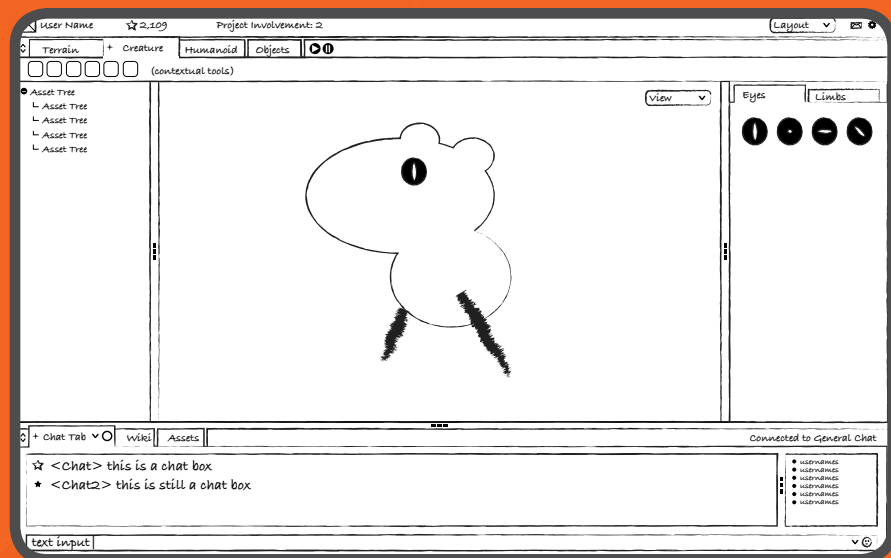 User Name 2,109 Project Involvement: 2 Layout
Terrain + Creature Humanoid Objects
(contextual tools)
Asset Tree
Asset Tree
Asset Tree
Asset Tree
Asset Tree
View
Eyes Limbs
+ Chat Tab Wiki Assets Connected to General Chat
<Chat> this is a chat box
<Chat2> this is still a chat box
usernames
usernames
usernames
usernames
usernames
usernames
text input